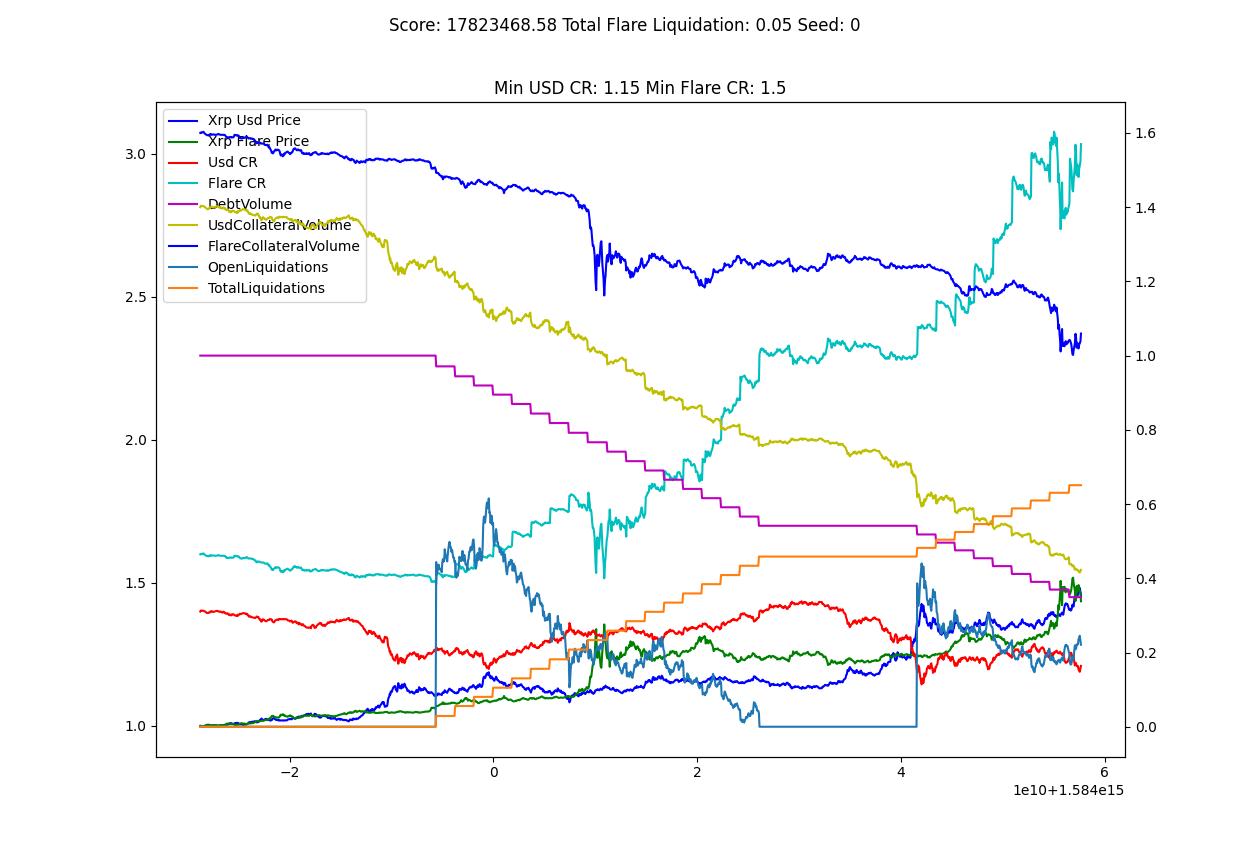 Score: 17823468.58 Total Flare Liquidation: 0.05 Seed: 0
Min USD CR: 1.15 Min Flare CR: 1.5
Xrp Usd Price
Xrp Flare Price
Usd CR
Flare CR
DebtVolume
UsdCollateralVolume
FlareCollateralVolume
OpenLiquidations
TotalLiquidations
3.0
2.5
2.0
1.5
1.0
1.6
1.4
1.2
1.0
0.8
0.6
0.4
0.2
0.0
−2 0 2 4 6
1e10+1.584e15